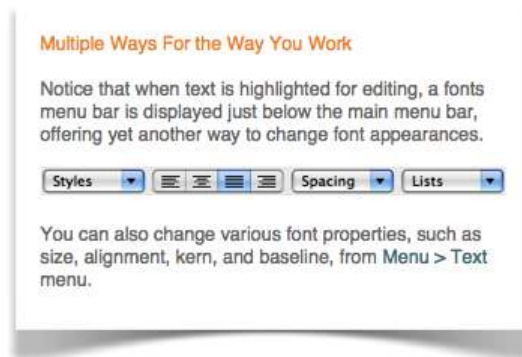 Multiple Ways For the Way You Work
Notice that when text is highlighted for editing, a fonts
menu bar is displayed just below the main menu bar,
offering yet another way to change font appearances.
Styles Spacing Lists
You can also change various font properties, such as
size, alignment, kern, and baseline, from Menu > Text
menu.